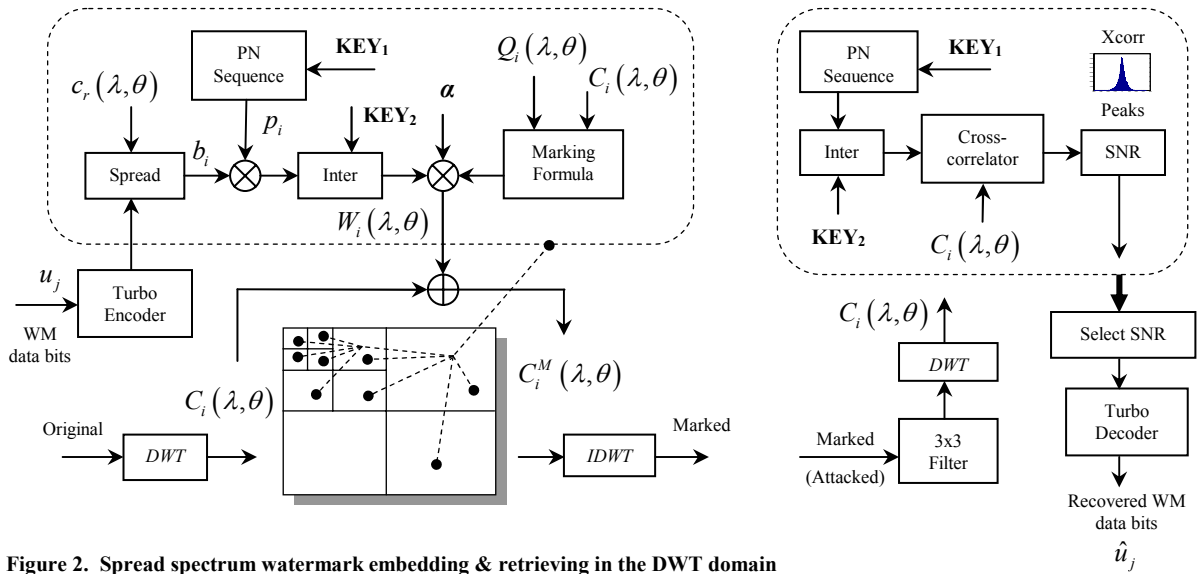 PN
Sequence
KEY₁
c_r(λ,θ)
p_i
KEY₂
α
Q_i(λ,θ)
C_i(λ,θ)
b_i
Spread
Inter
Marking
Formula
W_i(λ,θ)
u_j
WM
data bits
Turbo
Encoder
C_i(λ,θ)
C_i^M(λ,θ)
Original
DWT
IDWT
Marked
PN
Sequence
KEY₁
Xcorr
Peaks
Inter
Cross-
correlator
SNR
KEY₂
C_i(λ,θ)
C_i(λ,θ)
DWT
Marked
(Attacked)
3x3
Filter
Select SNR
Turbo
Decoder
Recovered WM
data bits
û_j
Figure 2. Spread spectrum watermark embedding & retrieving in the DWT domain